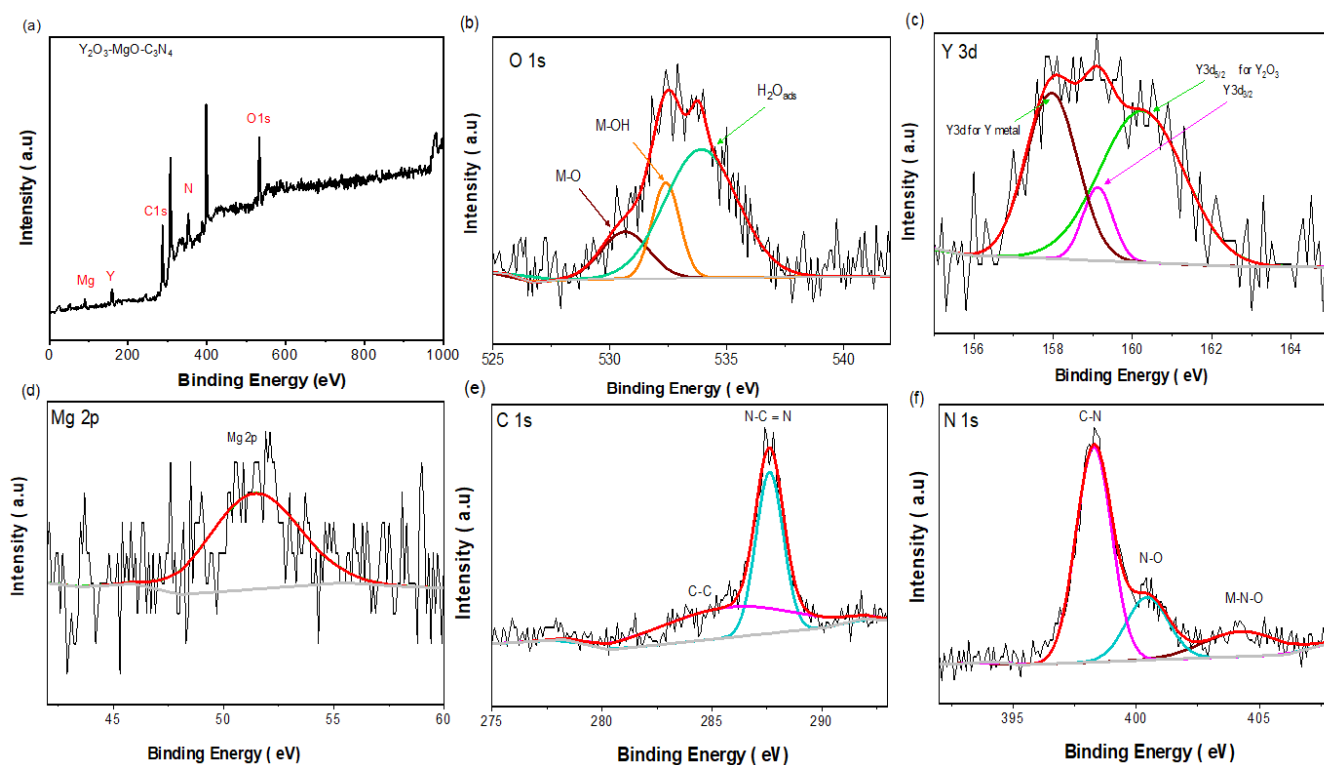 (a)
Y₂O₃-MgO-C₃N₄
Mg
Y
C1s
N
O1s
Intensity ( a.u)
0
200
400
600
800
1000
Binding Energy (eV)
(b)
O 1s
M-O
M-OH
H₂Oads
Intensity ( a.u)
525
530
535
540
Binding Energy ( eV)
(c)
Y 3d
Y3d for Y metal
Y3d5/2 for Y₂O₃
Y3d3/2
Intensity ( a.u)
156
158
160
162
164
Binding Energy ( eV)
(d)
Mg 2p
Mg 2p
Intensity ( a.u)
45
50
55
60
Binding Energy ( eV)
(e)
C 1s
C-C
N-C = N
Intensity ( a.u)
275
280
285
290
Binding Energy ( eV)
(f)
N 1s
C-N
N-O
M-N-O
Intensity ( a.u)
395
400
405
Binding Energy ( eV)